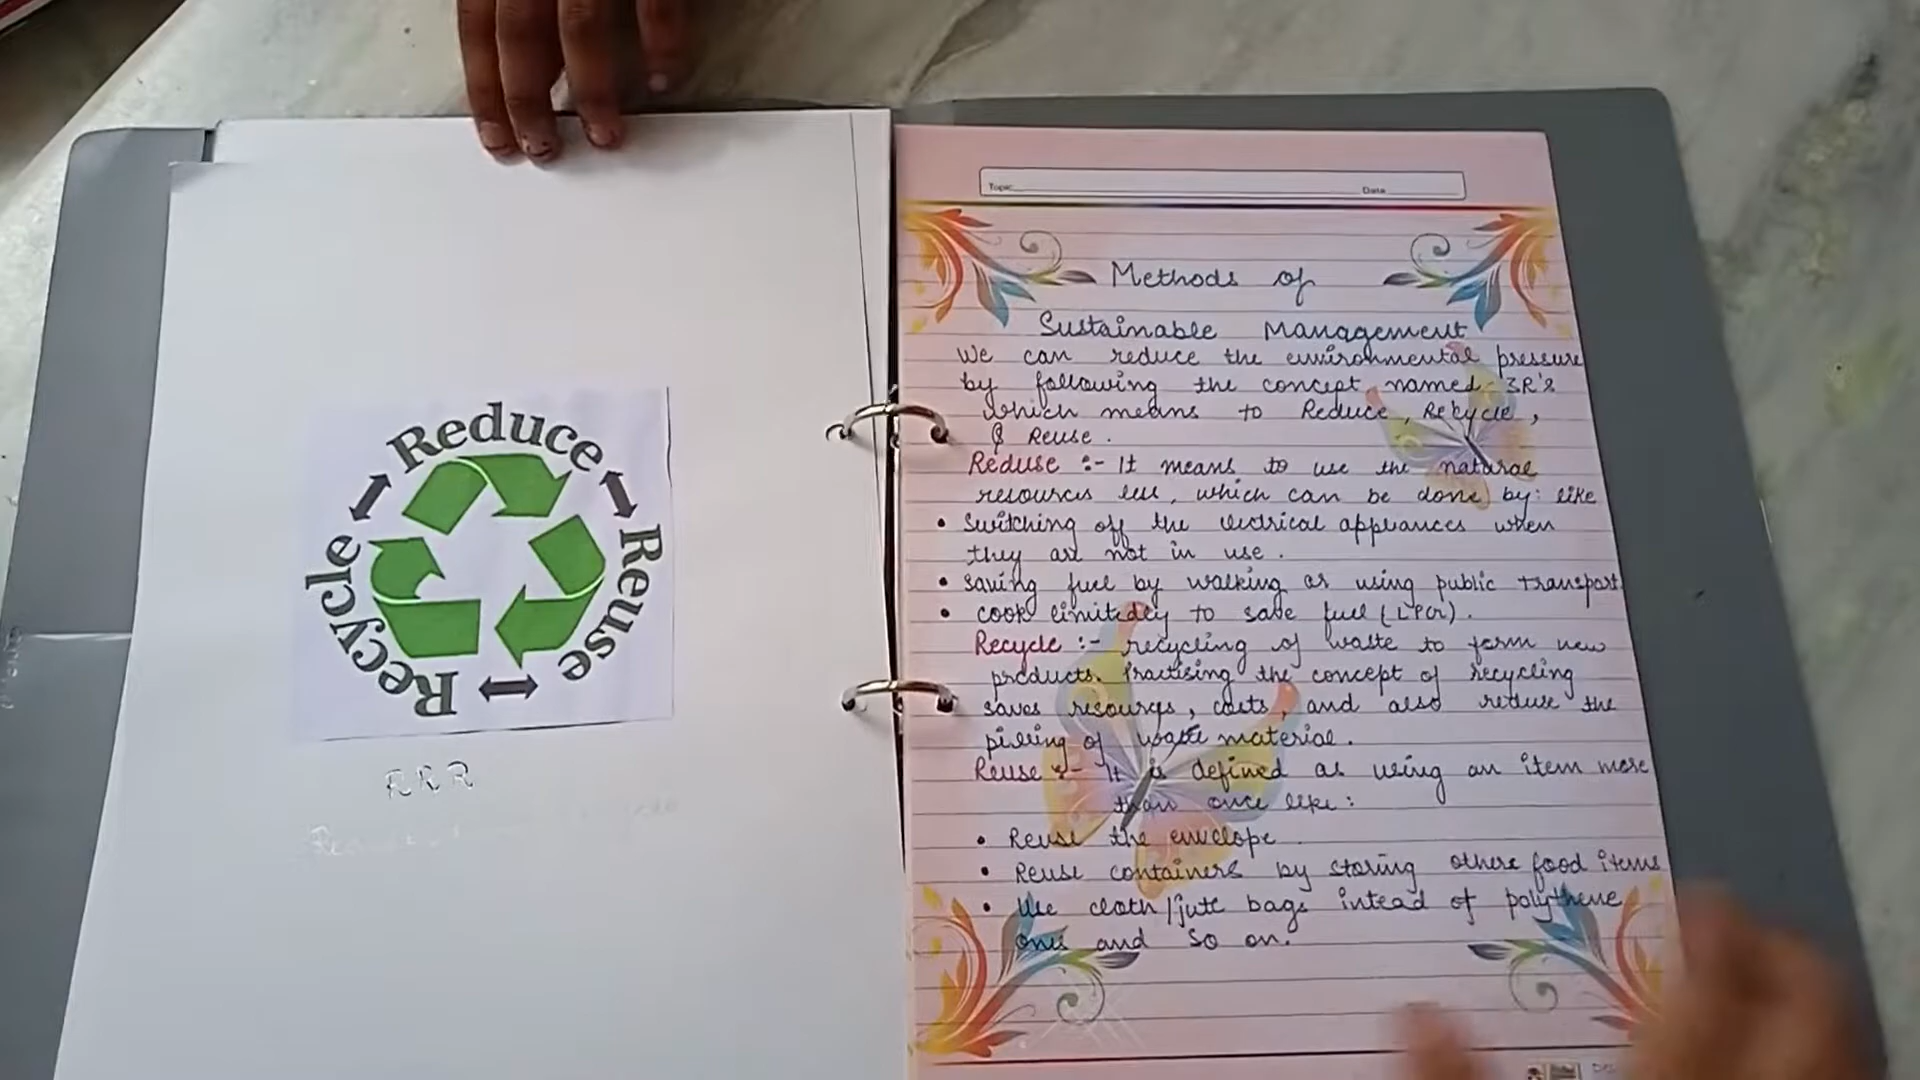 Reduce
Reuse
Recycle
RRR
Topic
Date
Methods of
Sustainable Management
We can reduce the environmental pressure
by following the concept named 3R's
which means to Reduce, Recycle,
& Reuse.
Reduse :- It means to use the natural
resources less, which can be done by: like
• Switching off the electrical appliances when
they are not in use.
• saving fuel by walking or using public transport
• cook limitedly to save fuel (LPG).
Recycle :- recycling of waste to form new
products. Practising the concept of recycling
saves resources, costs, and also reduse the
pilling of waste material.
Reuse :- It is defined as using an item more
than once like:
• Reuse the envelope
• Reuse containers by storing othere food items
• Use cloth/jute bags intead of polythene
ones and so on.